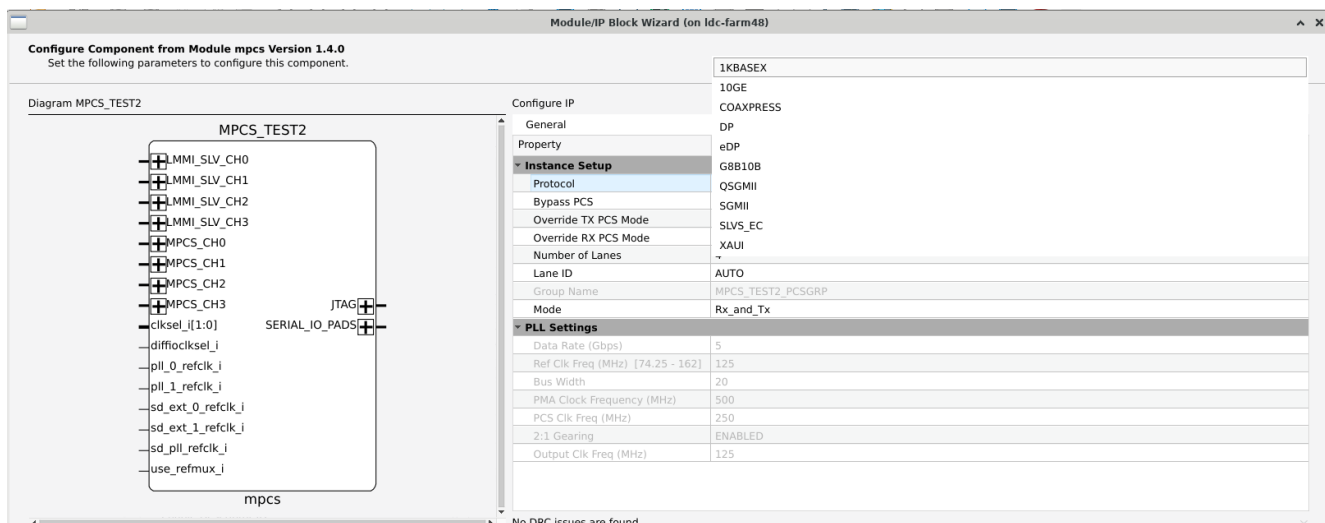 Module/IP Block Wizard (on ldc-farm48)
Configure Component from Module mpcs Version 1.4.0
Set the following parameters to configure this component.
Diagram MPCS_TEST2
MPCS_TEST2
LMMI_SLV_CH0
LMMI_SLV_CH1
LMMI_SLV_CH2
LMMI_SLV_CH3
MPCS_CH0
MPCS_CH1
MPCS_CH2
MPCS_CH3 JTAG
clksel_i[1:0] SERIAL_IO_PADS
diffioclksel_i
pll_0_refclk_i
pll_1_refclk_i
sd_ext_0_refclk_i
sd_ext_1_refclk_i
sd_pll_refclk_i
use_refmux_i
mpcs
Configure IP
General
Property
Instance Setup
Protocol
1KBASEX
10GE
COAXPRESS
DP
eDP
G8B10B
QSGMII
SGMII
SLVS_EC
XAUI
Bypass PCS
Override TX PCS Mode
Override RX PCS Mode
Number of Lanes
Lane ID AUTO
Group Name MPCS_TEST2_PCSGRP
Mode Rx_and_Tx
PLL Settings
Data Rate (Gbps) 5
Ref Clk Freq (MHz) [74.25 - 162] 125
Bus Width 20
PMA Clock Frequency (MHz) 500
PCS Clk Freq (MHz) 250
2:1 Gearing ENABLED
Output Clk Freq (MHz) 125
No DRC issues are found